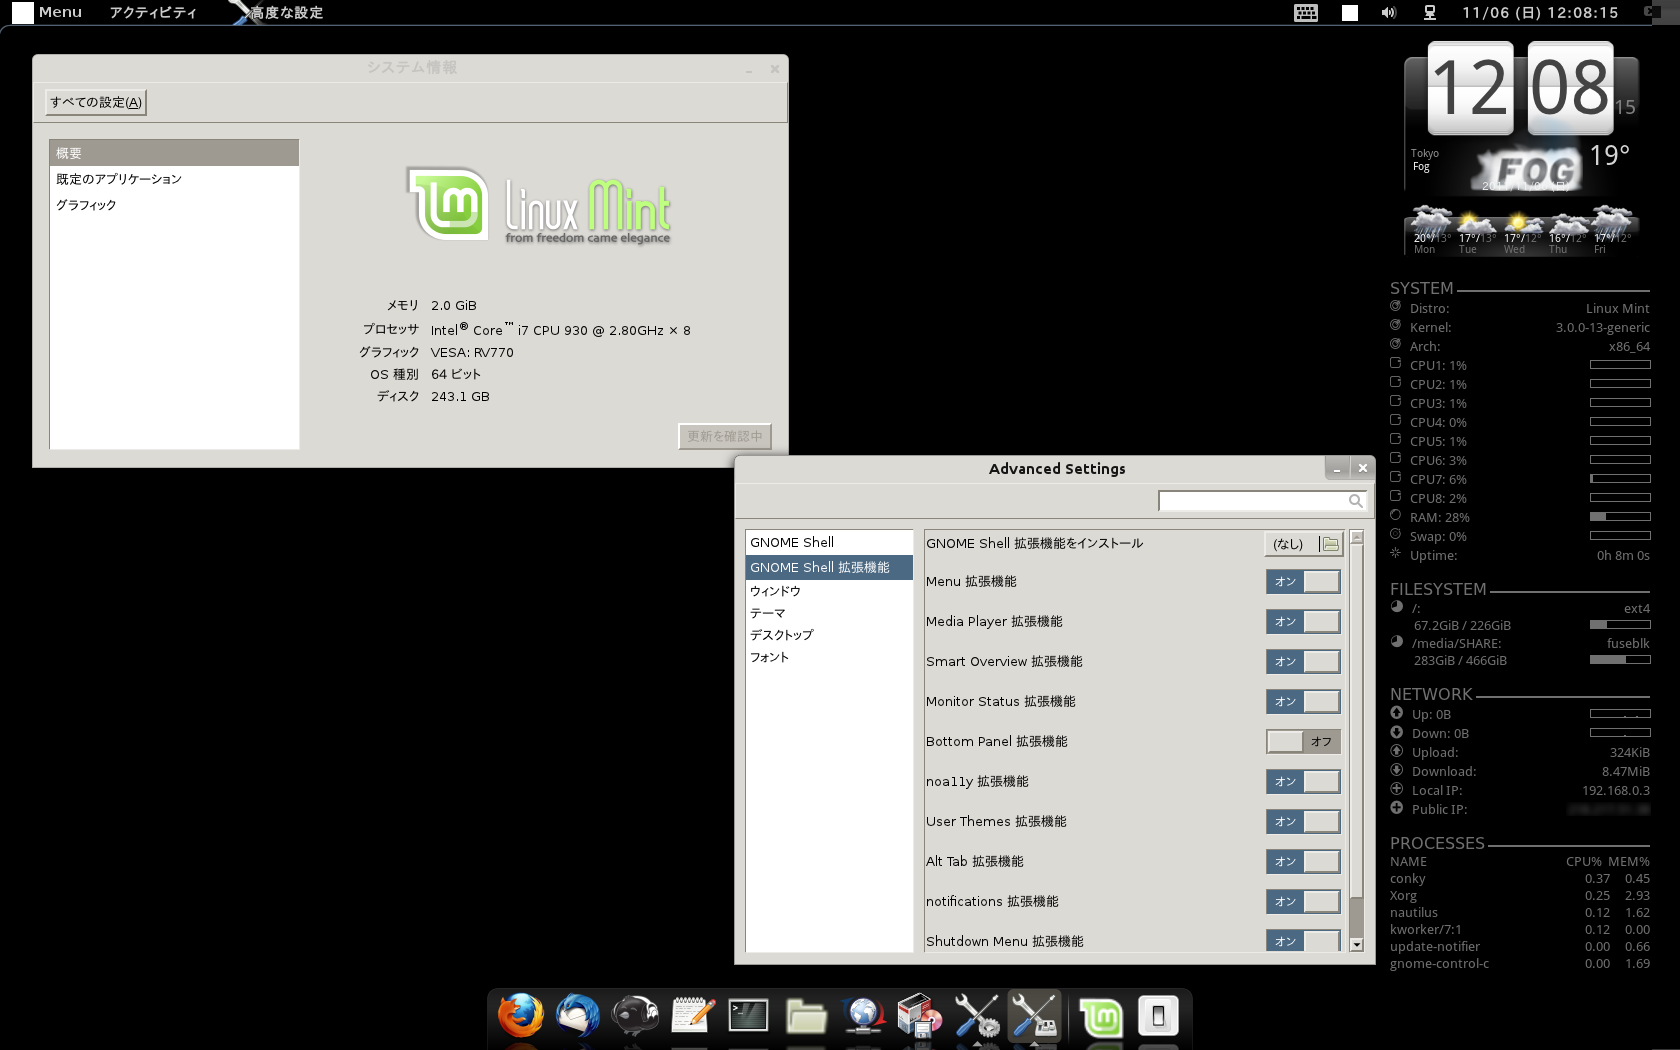 Menu アクティビティ 高度な設定 11/06 (日) 12:08:15
システム情報
すべての設定(A)
概要
既定のアプリケーション
グラフィック
Linux Mint
from freedom came elegance
メモリ 2.0 GiB
プロセッサ Intel® Core™ i7 CPU 930 @ 2.80GHz × 8
グラフィック VESA: RV770
OS 種別 64 ビット
ディスク 243.1 GB
更新を確認中
Advanced Settings
GNOME Shell
GNOME Shell 拡張機能
ウィンドウ
テーマ
デスクトップ
フォント
GNOME Shell 拡張機能をインストール (なし)
Menu 拡張機能 オン
Media Player 拡張機能 オン
Smart Overview 拡張機能 オン
Monitor Status 拡張機能 オン
Bottom Panel 拡張機能 オフ
noa11y 拡張機能 オン
User Themes 拡張機能 オン
Alt Tab 拡張機能 オン
notifications 拡張機能 オン
Shutdown Menu 拡張機能 オン
12 08 15
Tokyo
Fog
FOG
19°
20°/13° 17°/13° 17°/12° 16°/12° 17°/12°
Mon Tue Wed Thu Fri
SYSTEM
Distro: Linux Mint
Kernel: 3.0.0-13-generic
Arch: x86_64
CPU1: 1%
CPU2: 1%
CPU3: 1%
CPU4: 0%
CPU5: 1%
CPU6: 3%
CPU7: 6%
CPU8: 2%
RAM: 28%
Swap: 0%
Uptime: 0h 8m 0s
FILESYSTEM
/: ext4
67.2GiB / 226GiB
/media/SHARE: fuseblk
283GiB / 466GiB
NETWORK
Up: 0B
Down: 0B
Upload: 324KiB
Download: 8.47MiB
Local IP: 192.168.0.3
Public IP:
PROCESSES
NAME CPU% MEM%
conky 0.37 0.45
Xorg 0.25 2.93
nautilus 0.12 1.62
kworker/7:1 0.12 0.00
update-notifier 0.00 0.66
gnome-control-c 0.00 1.69